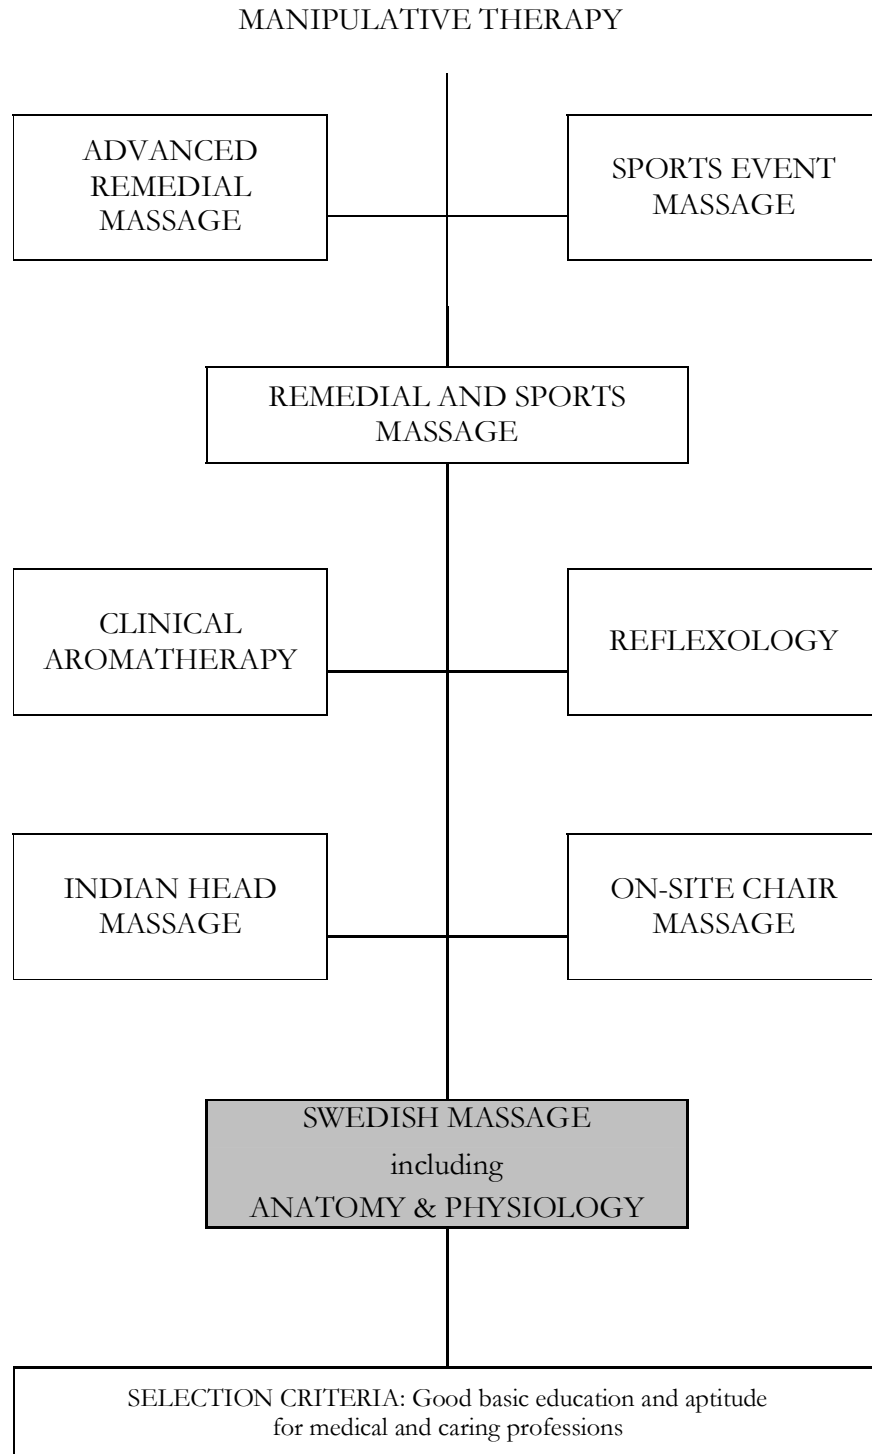 MANIPULATIVE THERAPY
ADVANCED
REMEDIAL
MASSAGE
SPORTS EVENT
MASSAGE
REMEDIAL AND SPORTS
MASSAGE
CLINICAL
AROMATHERAPY
REFLEXOLOGY
INDIAN HEAD
MASSAGE
ON-SITE CHAIR
MASSAGE
SWEDISH MASSAGE
including
ANATOMY & PHYSIOLOGY
SELECTION CRITERIA: Good basic education and aptitude
for medical and caring professions